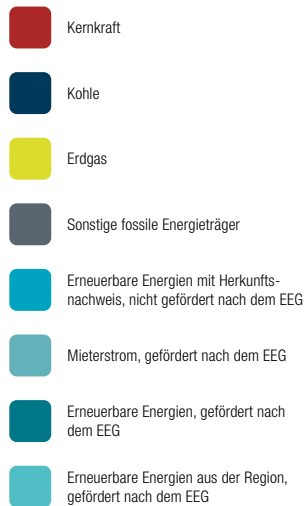 Kernkraft
Kohle
Erdgas
Sonstige fossile Energieträger
Erneuerbare Energien mit Herkunfts-
nachweis, nicht gefördert nach dem EEG
Mieterstrom, gefördert nach dem EEG
Erneuerbare Energien, gefördert nach
dem EEG
Erneuerbare Energien aus der Region,
gefördert nach dem EEG